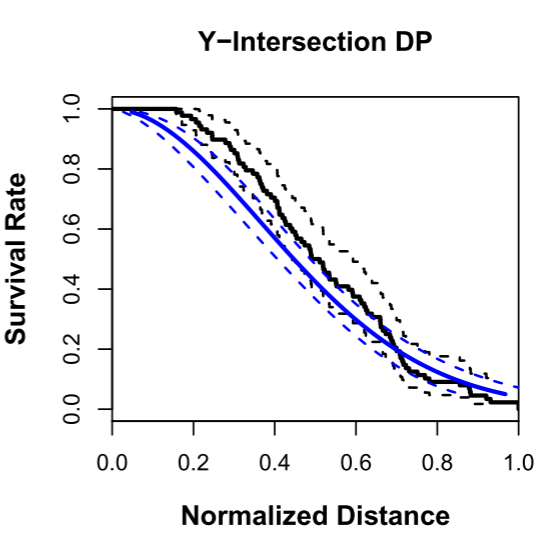 Y−Intersection DP
Survival Rate
1.0
0.8
0.6
0.4
0.2
0.0
0.0 0.2 0.4 0.6 0.8 1.0
Normalized Distance